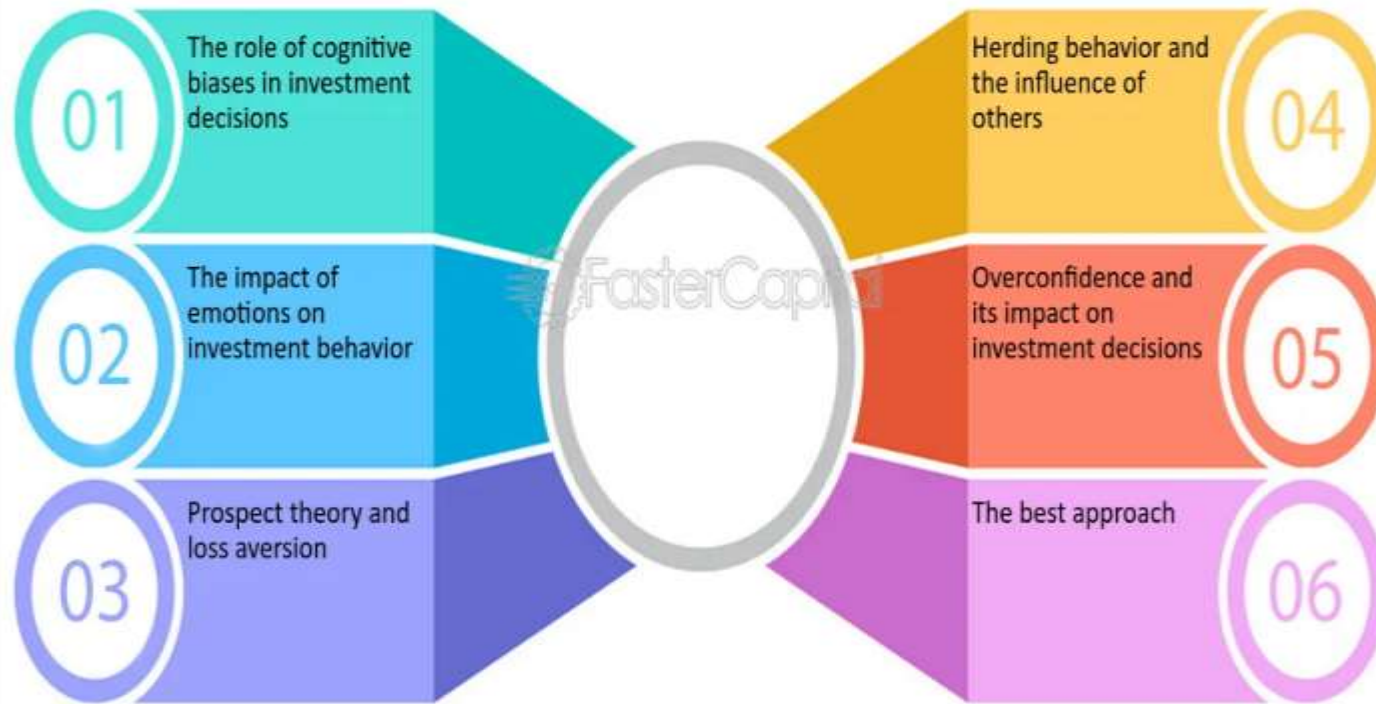 01
The role of cognitive
biases in investment
decisions
02
The impact of
emotions on
investment behavior
03
Prospect theory and
loss aversion
FasterCapital
04
Herding behavior and
the influence of
others
05
Overconfidence and
its impact on
investment decisions
06
The best approach